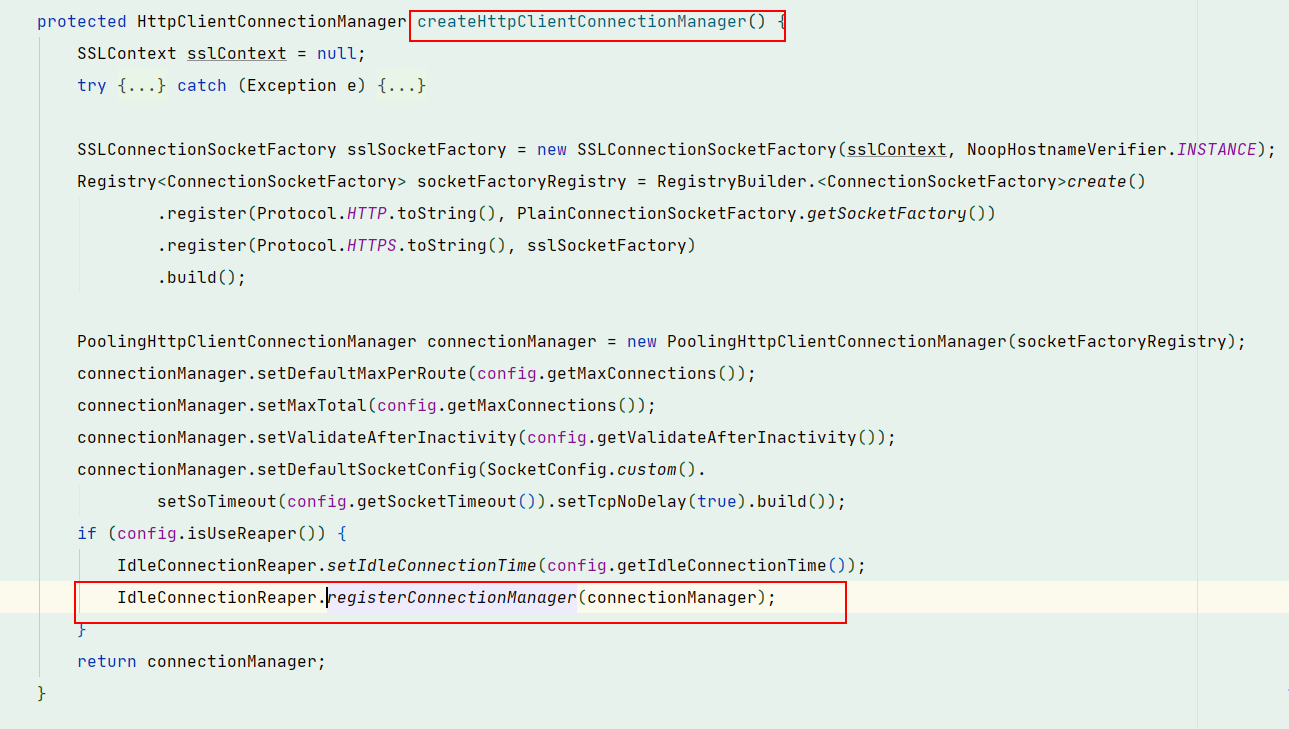 protected HttpClientConnectionManager createHttpClientConnectionManager() {
SSLContext sslContext = null;
try {...} catch (Exception e) {...}
SSLConnectionSocketFactory sslSocketFactory = new SSLConnectionSocketFactory(sslContext, NoopHostnameVerifier.INSTANCE);
Registry<ConnectionSocketFactory> socketFactoryRegistry = RegistryBuilder.<ConnectionSocketFactory>create()
.register(Protocol.HTTP.toString(), PlainConnectionSocketFactory.getSocketFactory())
.register(Protocol.HTTPS.toString(), sslSocketFactory)
.build();
PoolingHttpClientConnectionManager connectionManager = new PoolingHttpClientConnectionManager(socketFactoryRegistry);
connectionManager.setDefaultMaxPerRoute(config.getMaxConnections());
connectionManager.setMaxTotal(config.getMaxConnections());
connectionManager.setValidateAfterInactivity(config.getValidateAfterInactivity());
connectionManager.setDefaultSocketConfig(SocketConfig.custom().
setSoTimeout(config.getSocketTimeout()).setTcpNoDelay(true).build());
if (config.isUseReaper()) {
IdleConnectionReaper.setIdleConnectionTime(config.getIdleConnectionTime());
IdleConnectionReaper.registerConnectionManager(connectionManager);
}
return connectionManager;
}